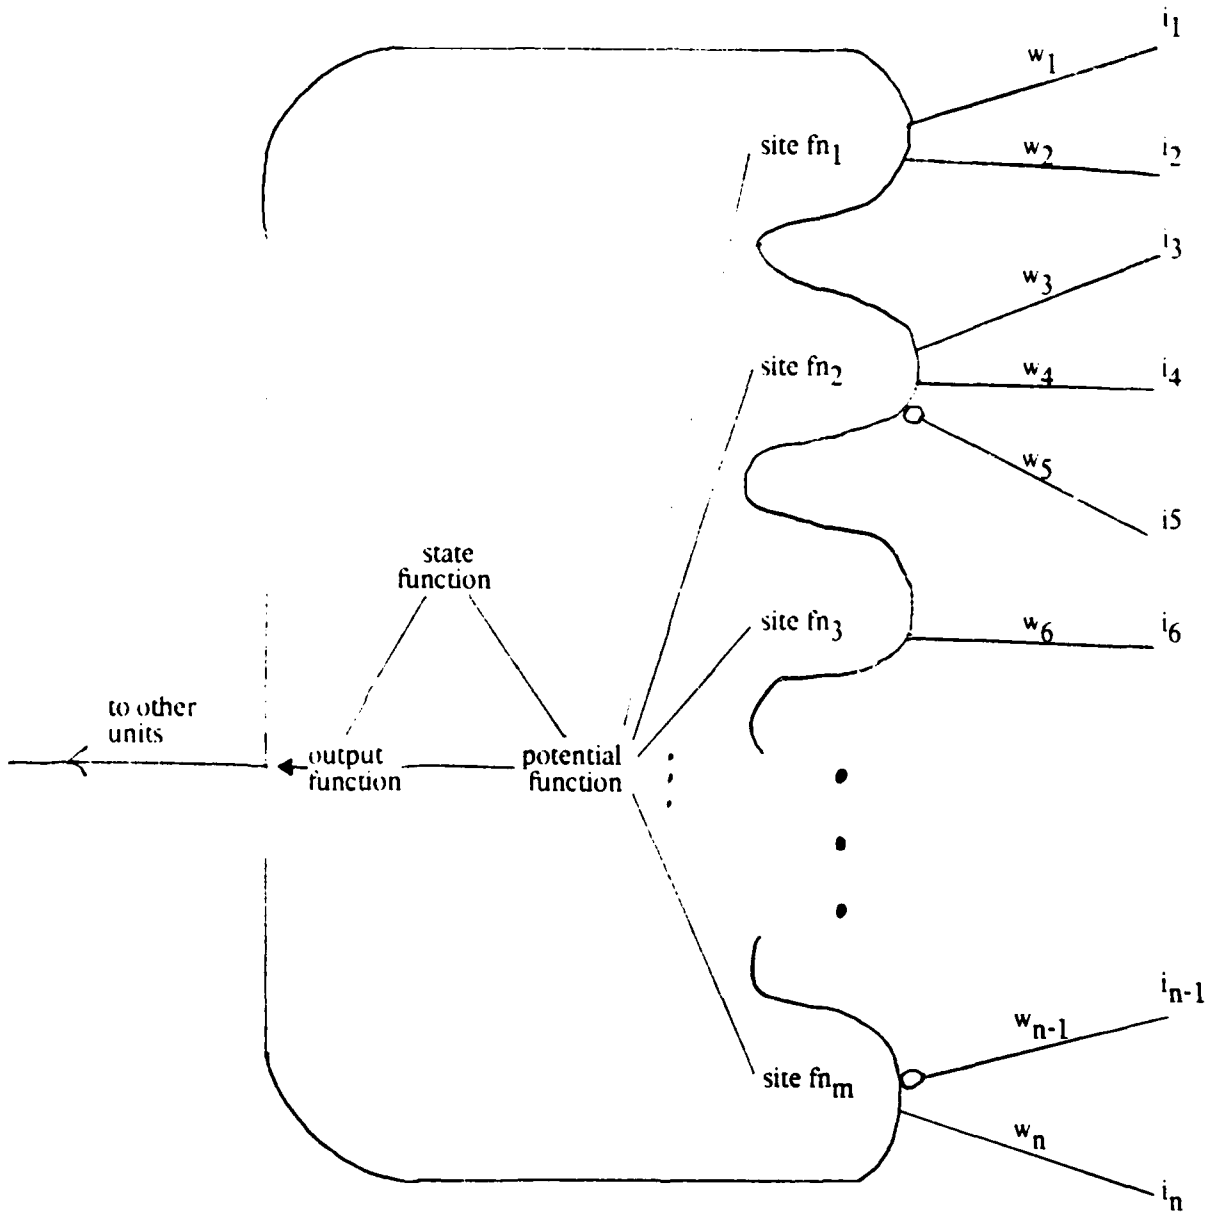 i1
w1
site fn1
w2
i2
i3
w3
site fn2
w4
i4
w5
i5
state
function
site fn3
w6
i6
to other
units
output
function
potential
function
in-1
wn-1
site fnm
wn
in